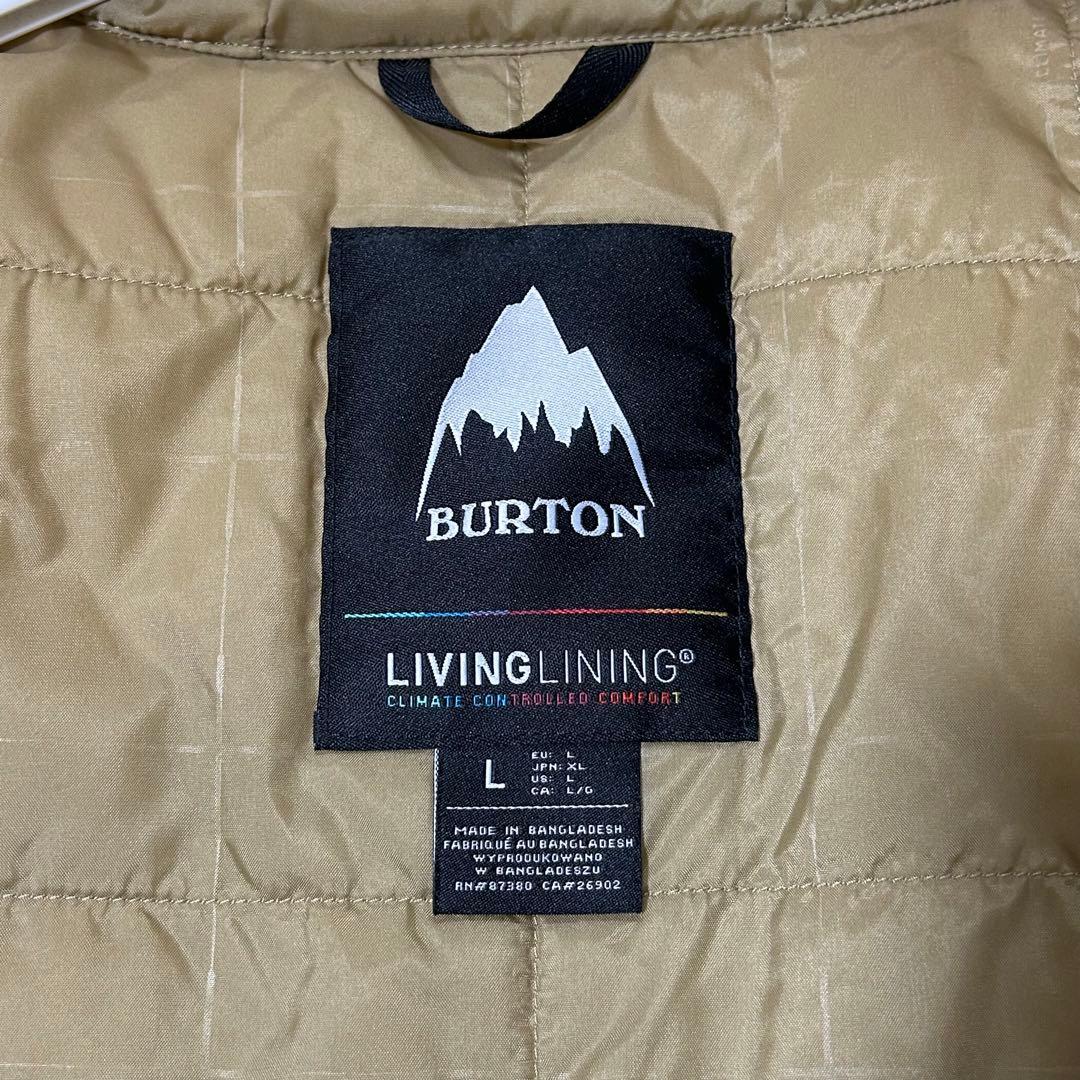 BURTON
LIVINGLINING®
CLIMATE CONTROLLED COMFORT
L
EU: L
JPN: XL
US: L
CA: L/G
MADE IN BANGLADESH
FABRIQUÉ AU BANGLADESH
WYPRODUKOWANO
W BANGLADESZU
RN#87380 CA#26902